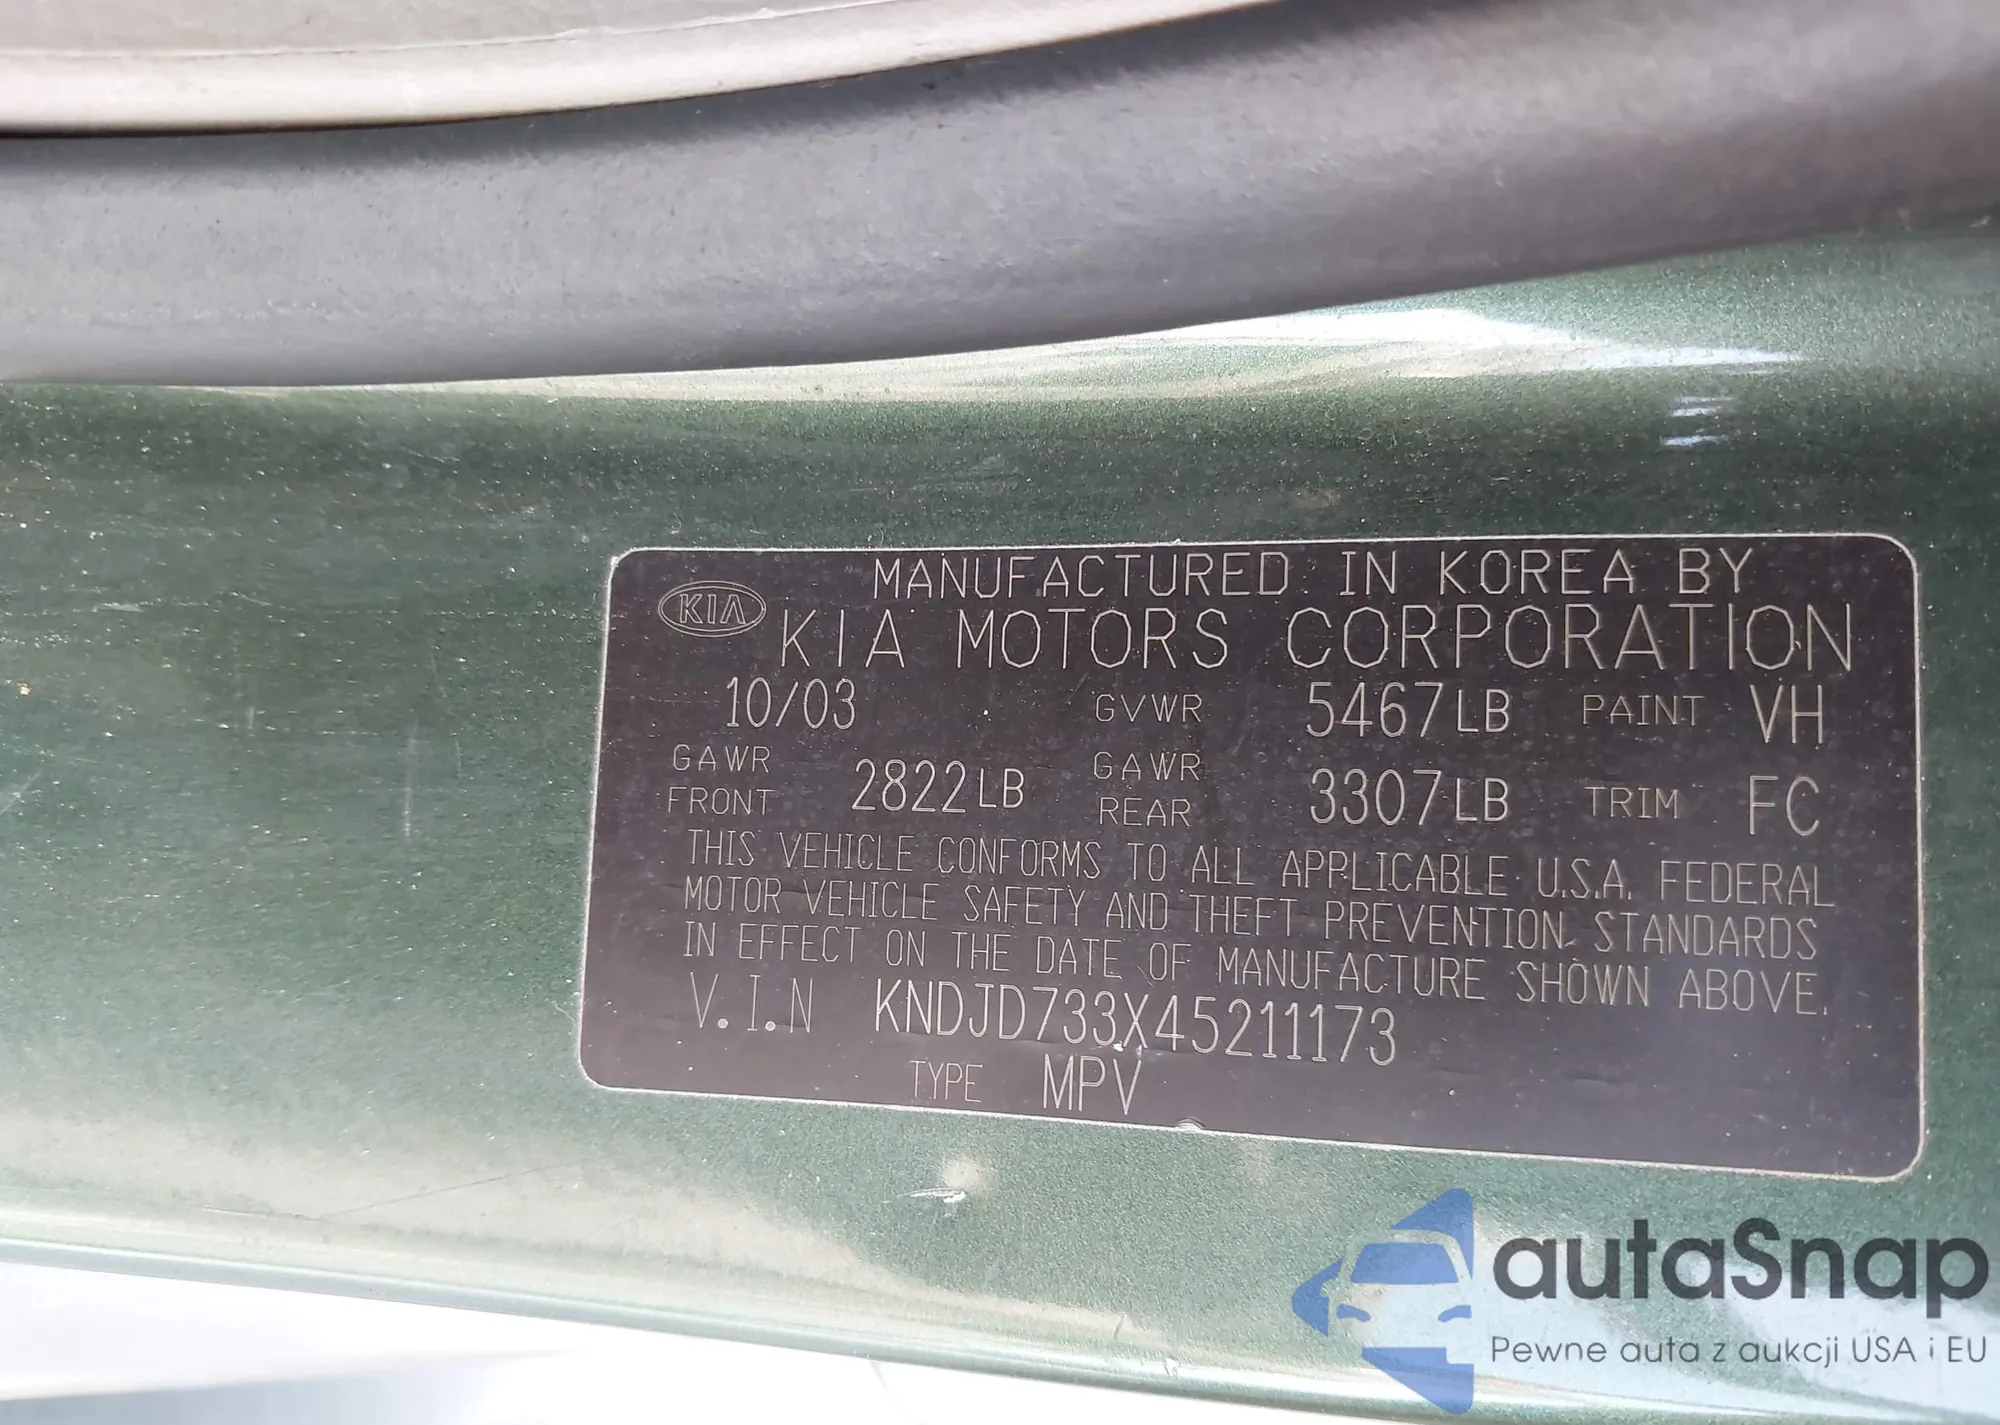 MANUFACTURED IN KOREA BY
KIA KIA MOTORS CORPORATION
10/03 GVWR 5467LB PAINT VH
GAWR FRONT 2822LB GAWR REAR 3307LB TRIM FC
THIS VEHICLE CONFORMS TO ALL APPLICABLE U.S.A. FEDERAL
MOTOR VEHICLE SAFETY AND THEFT PREVENTION STANDARDS
IN EFFECT ON THE DATE OF MANUFACTURE SHOWN ABOVE.
V.I.N KNDJD733X45211173
TYPE MPV
autaSnap
Pewne auta z aukcji USA i EU